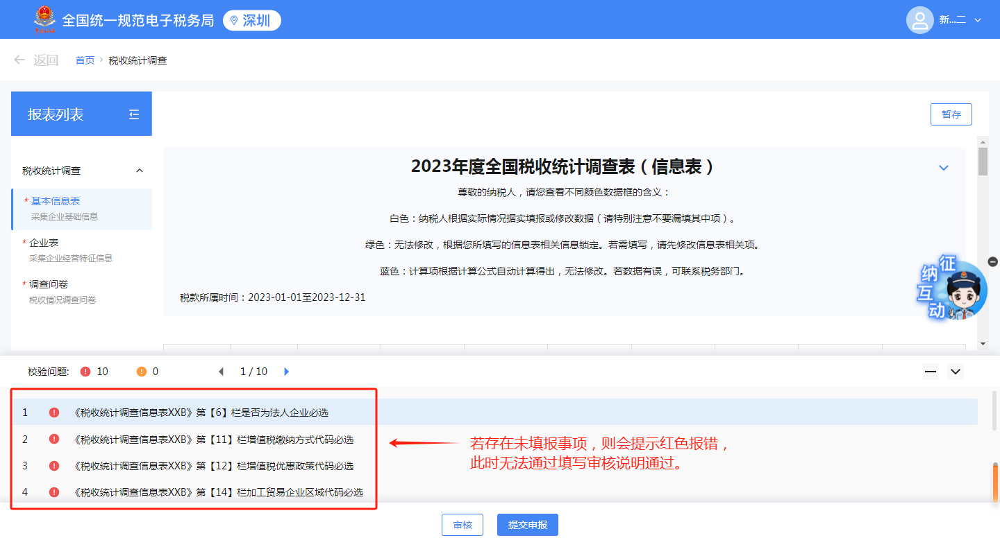 全国统一规范电子税务局
深圳
新...二
返回
首页
税收统计调查
报表列表
暂存
税收统计调查
* 基本信息表
采集企业基础信息
* 企业表
采集企业经营特征信息
* 调查问卷
税收情况调查问卷
2023年度全国税收统计调查表（信息表）
尊敬的纳税人，请您查看不同颜色数据框的含义：
白色：纳税人根据实际情况据实填报或修改数据（请特别注意不要漏填其中项）。
绿色：无法修改，根据您所填写的信息表相关信息锁定。若需填写，请先修改信息表相关项。
蓝色：计算项根据计算公式自动计算得出，无法修改。若数据有误，可联系税务部门。
税款所属时间：2023-01-01至2023-12-31
征
纳
互
动
校验问题: 10 0 1 / 10
1 《税收统计调查信息表XXB》第【6】栏是否为法人企业必选
2 《税收统计调查信息表XXB》第【11】栏增值税缴纳方式代码必选
3 《税收统计调查信息表XXB》第【12】栏增值税优惠政策代码必选
4 《税收统计调查信息表XXB》第【14】栏加工贸易企业区域代码必选
若存在未填报事项，则会提示红色报错，
此时无法通过填写审核说明通过。
审核
提交申报